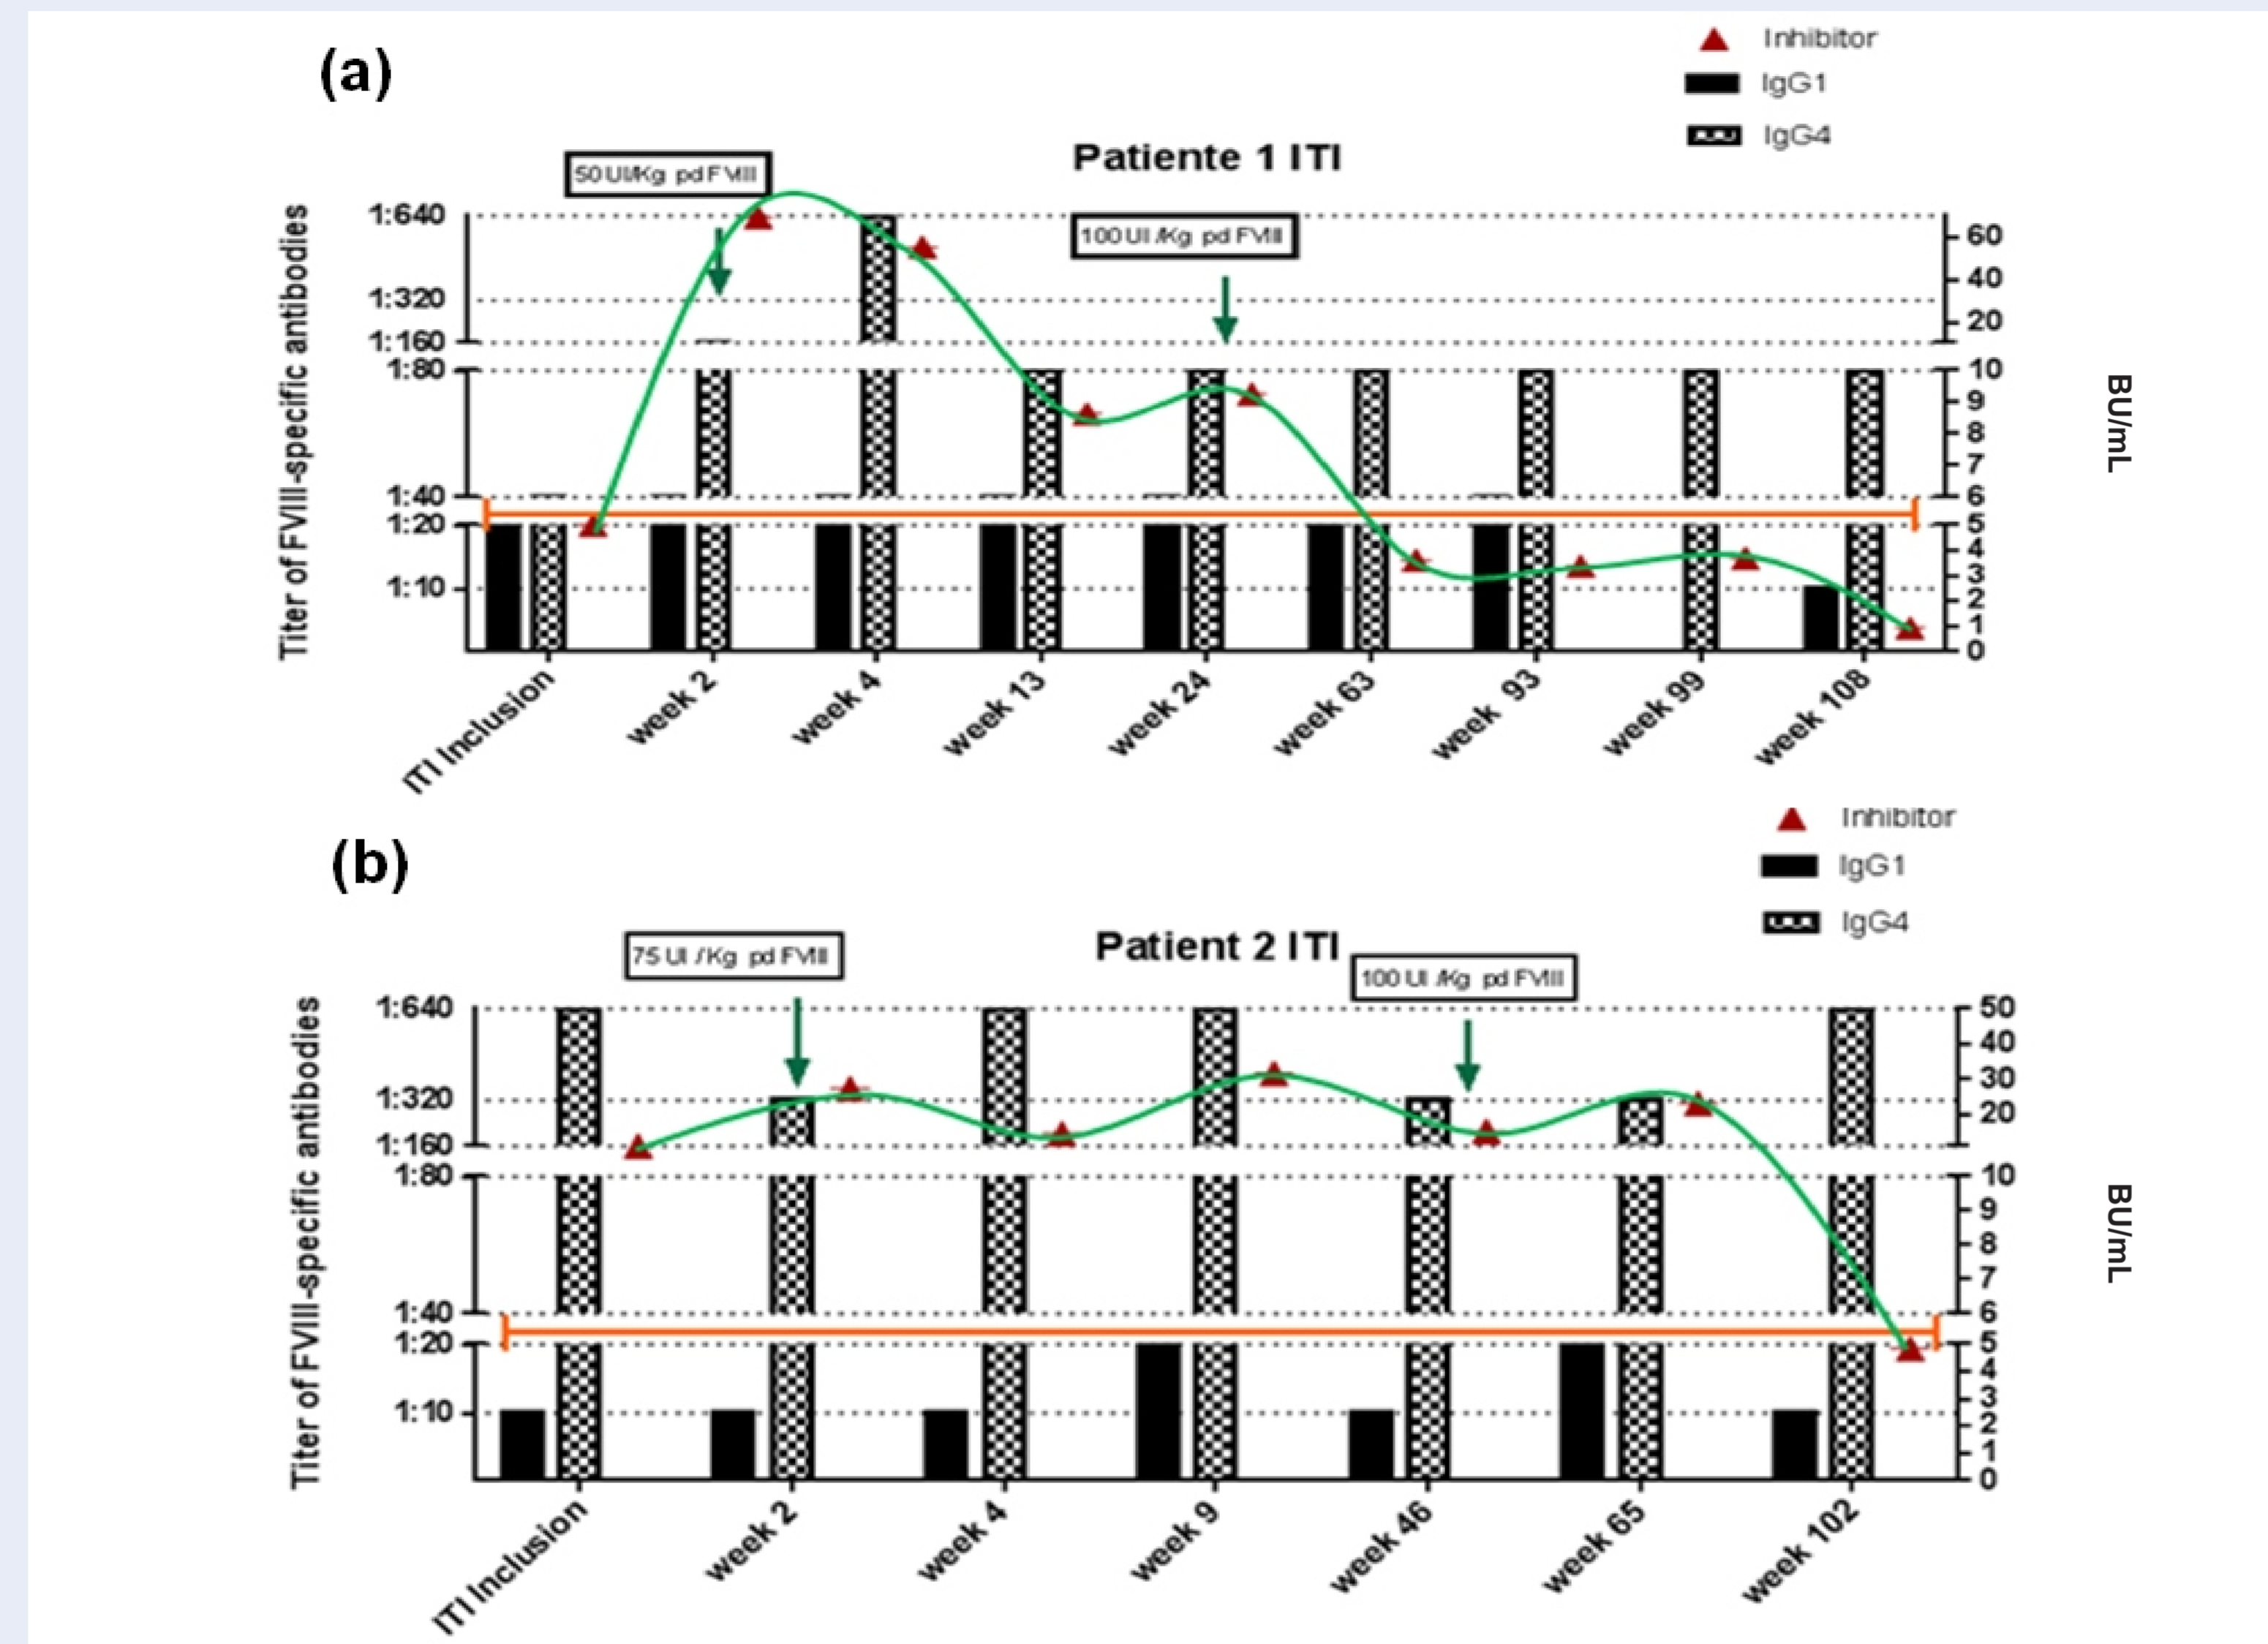 (a)
Inhibitor
IgG1
IgG4
Patiente 1 ITI
50 UI/Kg pd FVIII
100 UI /Kg pd FVIII
Titer of FVIII-specific antibodies
1:640
1:320
1:160
1:80
1:40
1:20
1:10
60
40
20
10
9
8
7
6
5
4
3
2
1
0
BU/mL
ITI Inclusion
week 2
week 4
week 13
week 24
week 63
week 93
week 99
week 108
(b)
Inhibitor
IgG1
IgG4
Patient 2 ITI
75 UI /Kg pd FVIII
100 UI /Kg pd FVIII
Titer of FVIII-specific antibodies
1:640
1:320
1:160
1:80
1:40
1:20
1:10
50
40
30
20
10
9
8
7
6
5
4
3
2
1
0
BU/mL
ITI Inclusion
week 2
week 4
week 9
week 46
week 65
week 102